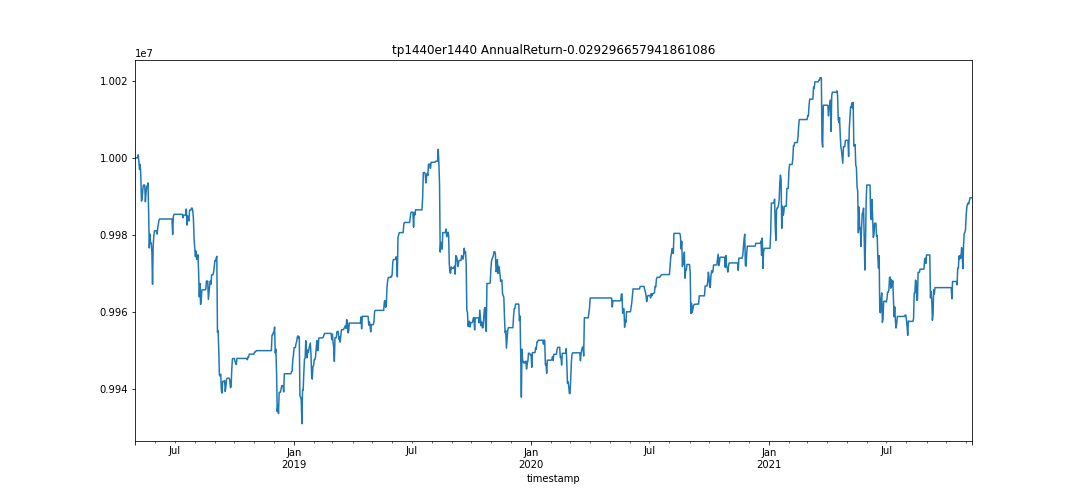 tp1440er1440 AnnualReturn-0.029296657941861086
1e7
1.002
1.000
0.998
0.996
0.994
Jul Jan Jul Jan Jul Jan Jul
2019 2020 2021
timestamp